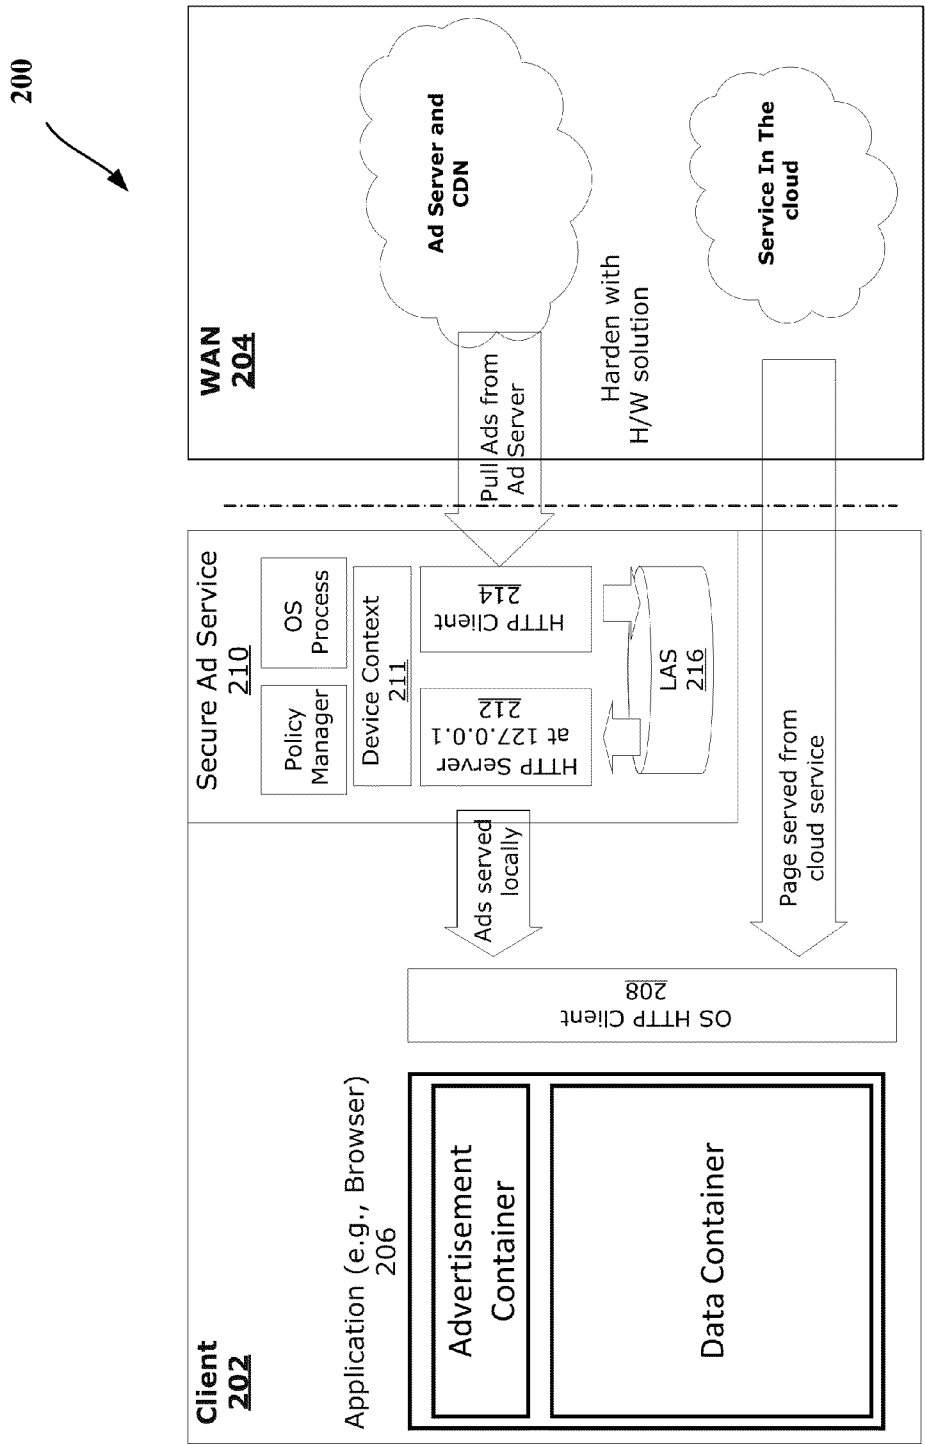 200
Client
202
Application (e.g., Browser)
206
Advertisement
Container
Data Container
OS HTTP Client
208
Ads served
locally
Page served from
cloud service
Secure Ad Service
210
Policy
Manager
OS
Process
Device Context
211
HTTP Server
at 127.0.0.1
212
HTTP Client
214
LAS
216
WAN
204
Pull Ads from
Ad Server
Harden with
H/W solution
Ad Server and
CDN
Service In The
cloud